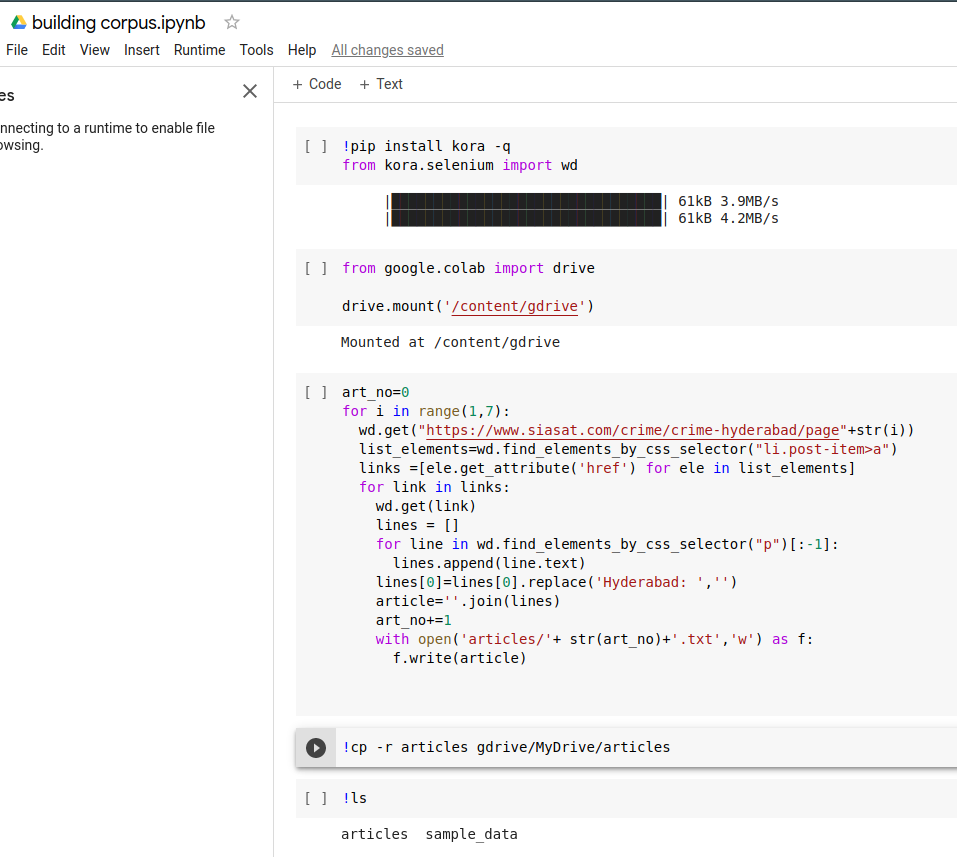 building corpus.ipynb
File Edit View Insert Runtime Tools Help All changes saved
es
nnecting to a runtime to enable file
owsing.
+ Code + Text
[ ] !pip install kora -q
from kora.selenium import wd
| 61kB 3.9MB/s
| 61kB 4.2MB/s
[ ] from google.colab import drive
drive.mount('/content/gdrive')
Mounted at /content/gdrive
[ ] art_no=0
for i in range(1,7):
  wd.get("https://www.siasat.com/crime/crime-hyderabad/page"+str(i))
  list_elements=wd.find_elements_by_css_selector("li.post-item>a")
  links =[ele.get_attribute('href') for ele in list_elements]
  for link in links:
    wd.get(link)
    lines = []
    for line in wd.find_elements_by_css_selector("p")[:-1]:
      lines.append(line.text)
    lines[0]=lines[0].replace('Hyderabad: ','')
    article=''.join(lines)
    art_no+=1
    with open('articles/'+ str(art_no)+'.txt','w') as f:
      f.write(article)
!cp -r articles gdrive/MyDrive/articles
[ ] !ls
articles  sample_data